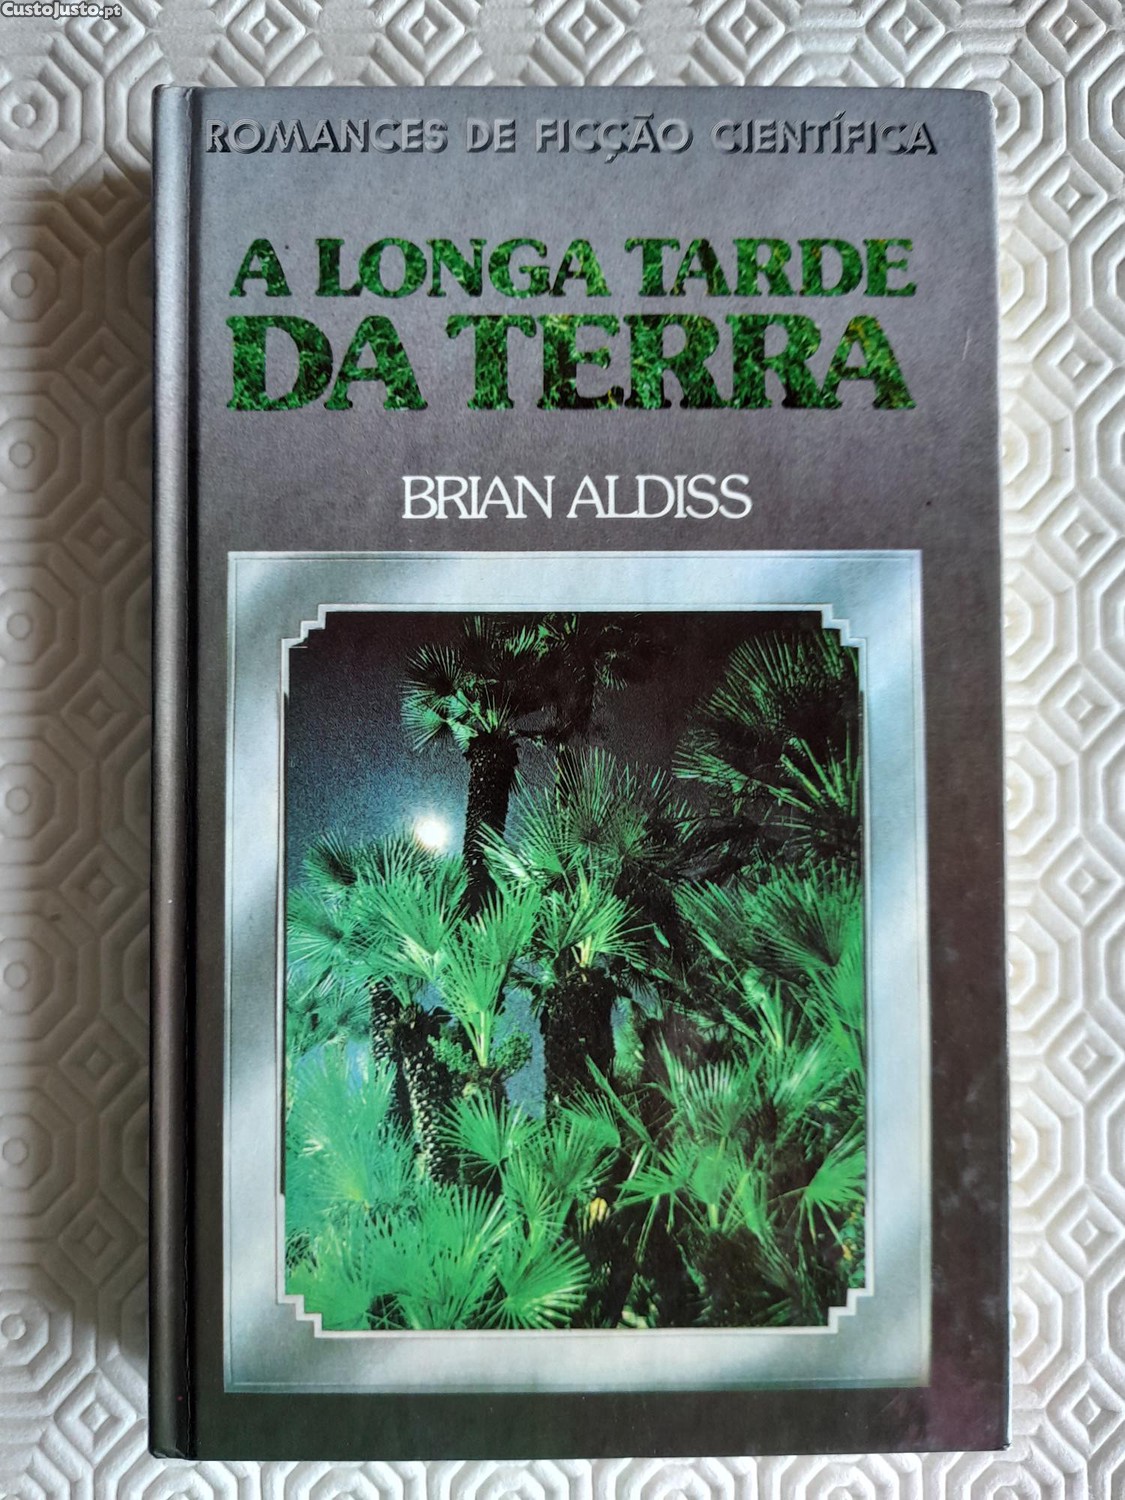 CustoJusto.pt
ROMANCES DE FICÇÃO CIENTÍFICA
A LONGA TARDE
DA TERRA
BRIAN ALDISS